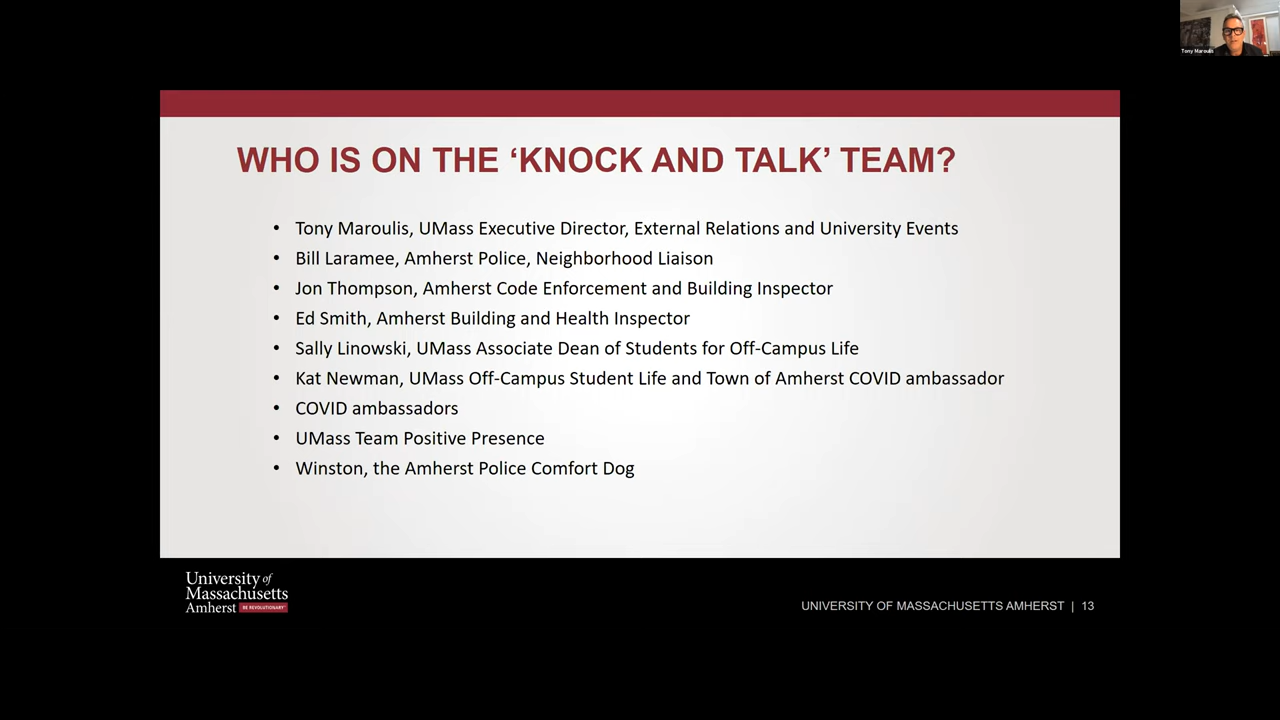 Tony Maroulis
WHO IS ON THE ‘KNOCK AND TALK’ TEAM?
• Tony Maroulis, UMass Executive Director, External Relations and University Events
• Bill Laramee, Amherst Police, Neighborhood Liaison
• Jon Thompson, Amherst Code Enforcement and Building Inspector
• Ed Smith, Amherst Building and Health Inspector
• Sally Linowski, UMass Associate Dean of Students for Off-Campus Life
• Kat Newman, UMass Off-Campus Student Life and Town of Amherst COVID ambassador
• COVID ambassadors
• UMass Team Positive Presence
• Winston, the Amherst Police Comfort Dog
University of
Massachusetts
Amherst BE REVOLUTIONARY™
UNIVERSITY OF MASSACHUSETTS AMHERST | 13